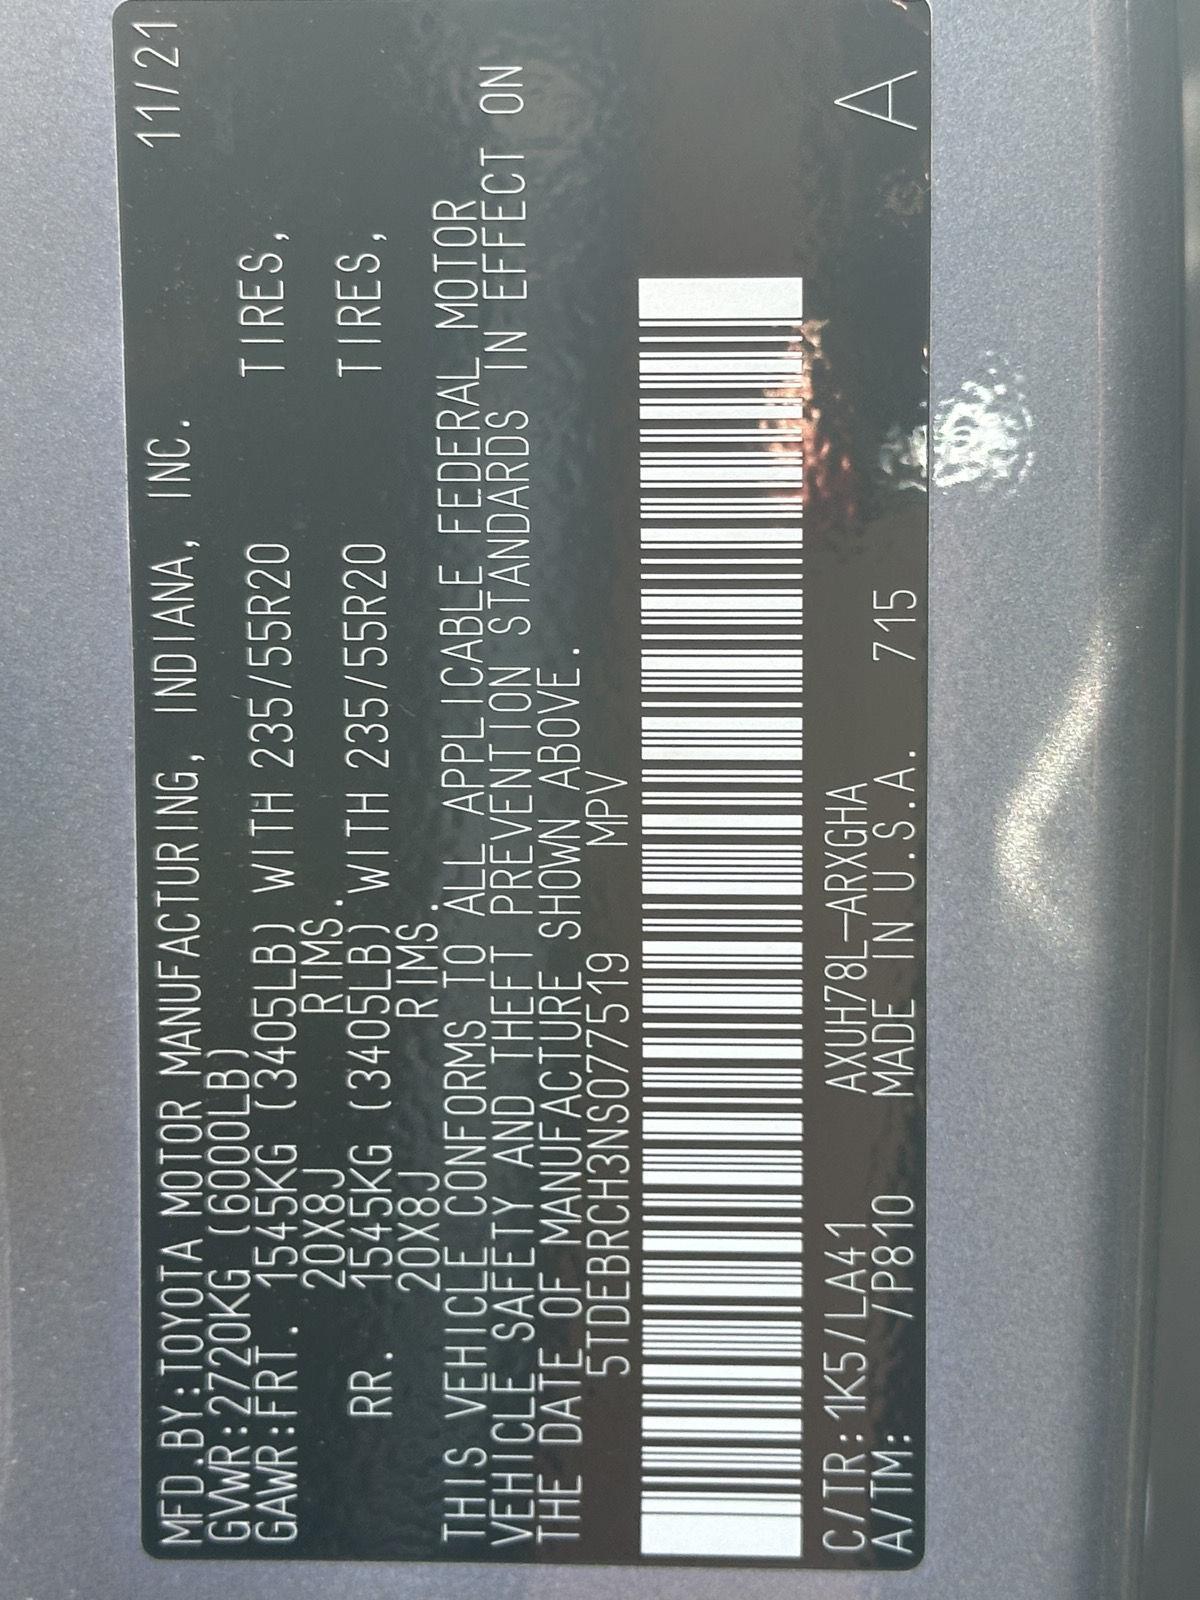 MFD.BY:TOYOTA MOTOR MANUFACTURING, INDIANA, INC. 11/21
GVWR:2720KG (6000LB)
GAWR:FRT. 1545KG (3405LB) WITH 235/55R20 TIRES,
20X8J RIMS.
RR. 1545KG (3405LB) WITH 235/55R20 TIRES,
20X8J RIMS.
THIS VEHICLE CONFORMS TO ALL APPLICABLE FEDERAL MOTOR
VEHICLE SAFETY AND THEFT PREVENTION STANDARDS IN EFFECT ON
THE DATE OF MANUFACTURE SHOWN ABOVE.
5TDEBRCH3NS077519 MPV
C/TR:1K5/LA41 AXUH78L-ARXGHA A
A/TM: /P810 MADE IN U.S.A. 715